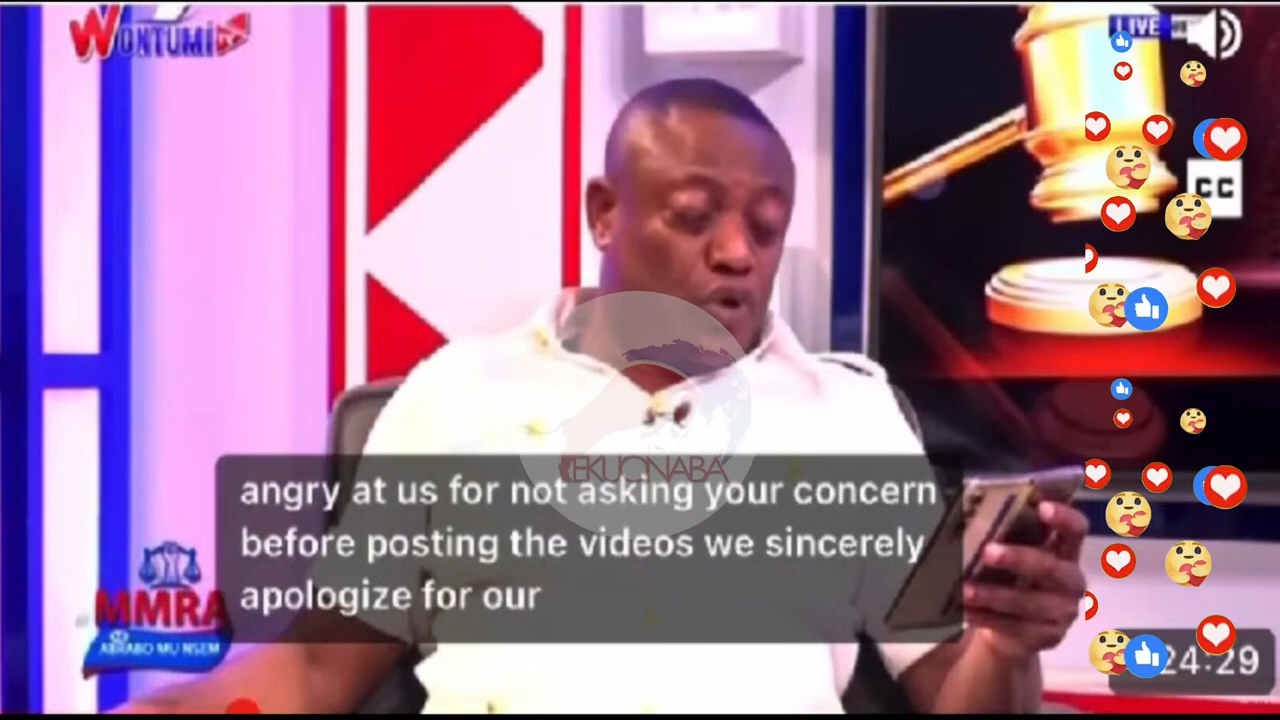 WONTUMI TV
LIVE
CC
EKUONABA
angry at us for not asking your concern
before posting the videos we sincerely
apologize for our
MMRA
ABRABO MU NSEM
24:29